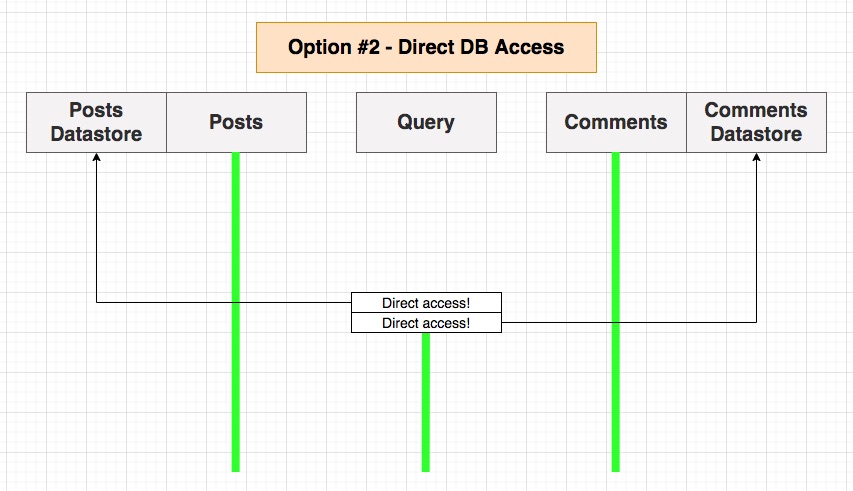 Option #2 - Direct DB Access
Posts
Datastore
Posts
Query
Comments
Comments
Datastore
Direct access!
Direct access!